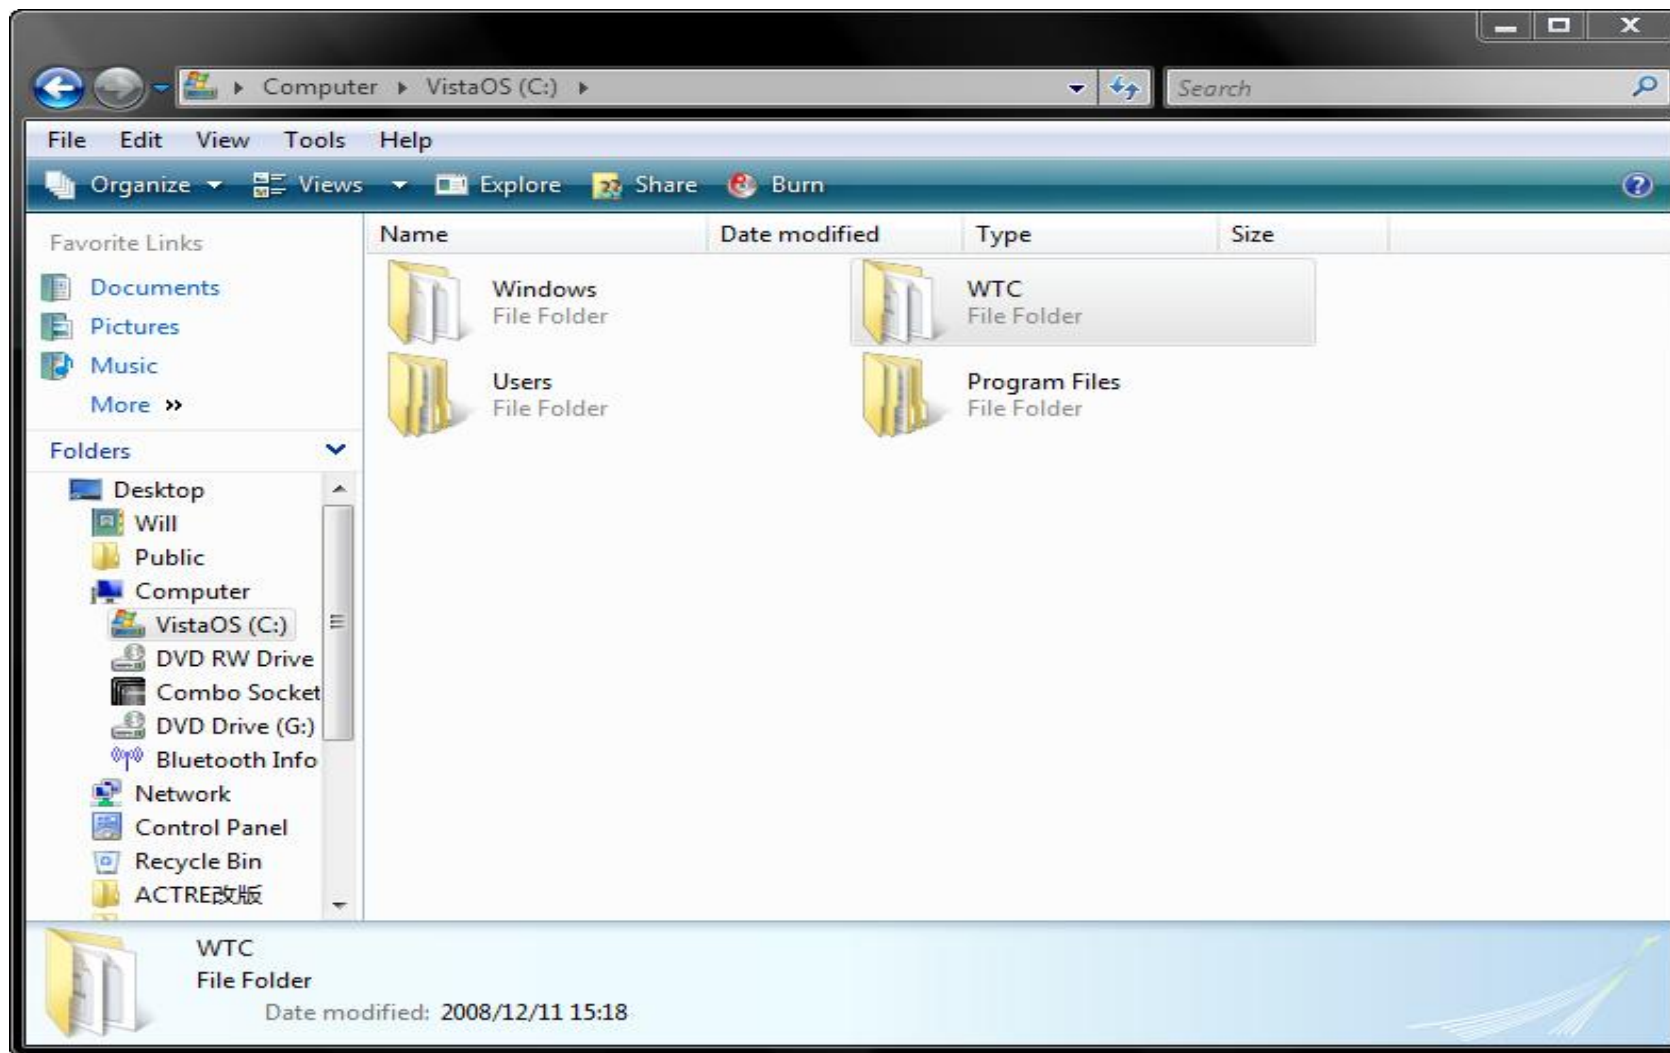 Computer VistaOS (C:) Search
File Edit View Tools Help
Organize Views Explore Share Burn
Favorite Links
Documents
Pictures
Music
More »
Folders
Desktop
Will
Public
Computer
VistaOS (C:)
DVD RW Drive
Combo Socket
DVD Drive (G:)
Bluetooth Info
Network
Control Panel
Recycle Bin
ACTRE改版
Name Date modified Type Size
Windows
File Folder
WTC
File Folder
Users
File Folder
Program Files
File Folder
WTC
File Folder
Date modified: 2008/12/11 15:18